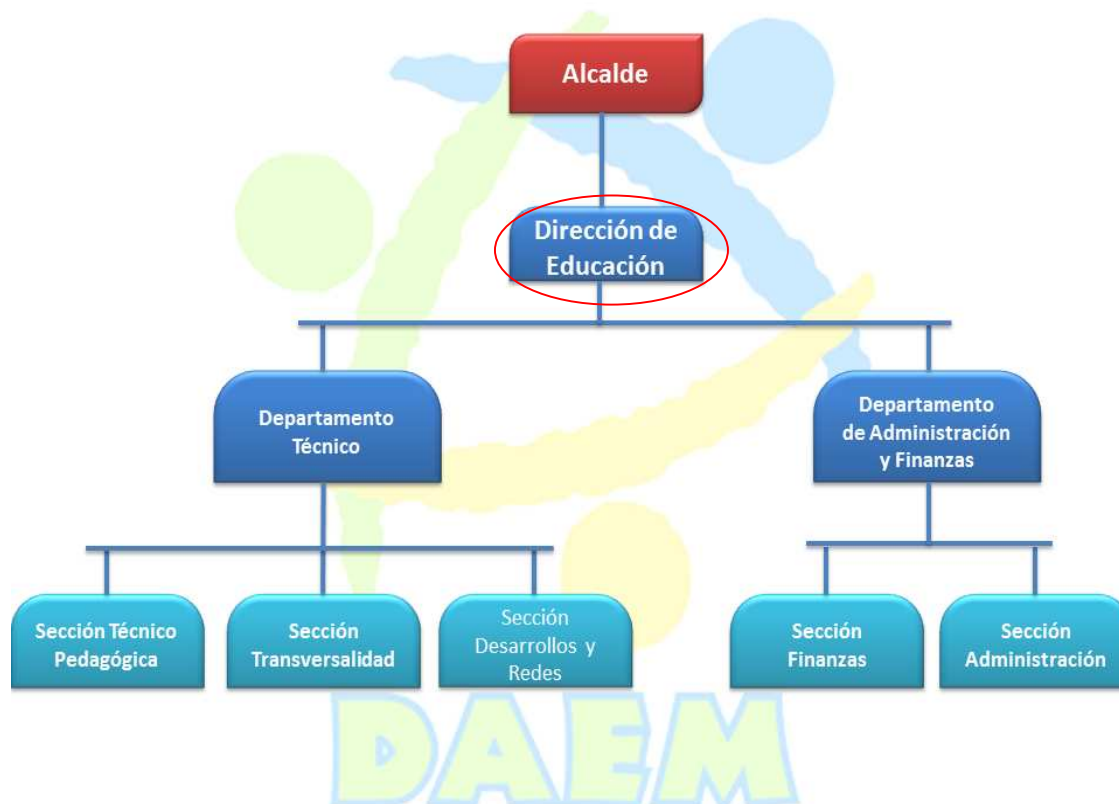 Alcalde
Dirección de
Educación
Departamento
Técnico
Departamento
de Administración
y Finanzas
Sección Técnico
Pedagógica
Sección
Transversalidad
Sección
Desarrollos y
Redes
Sección
Finanzas
Sección
Administración
DAEM